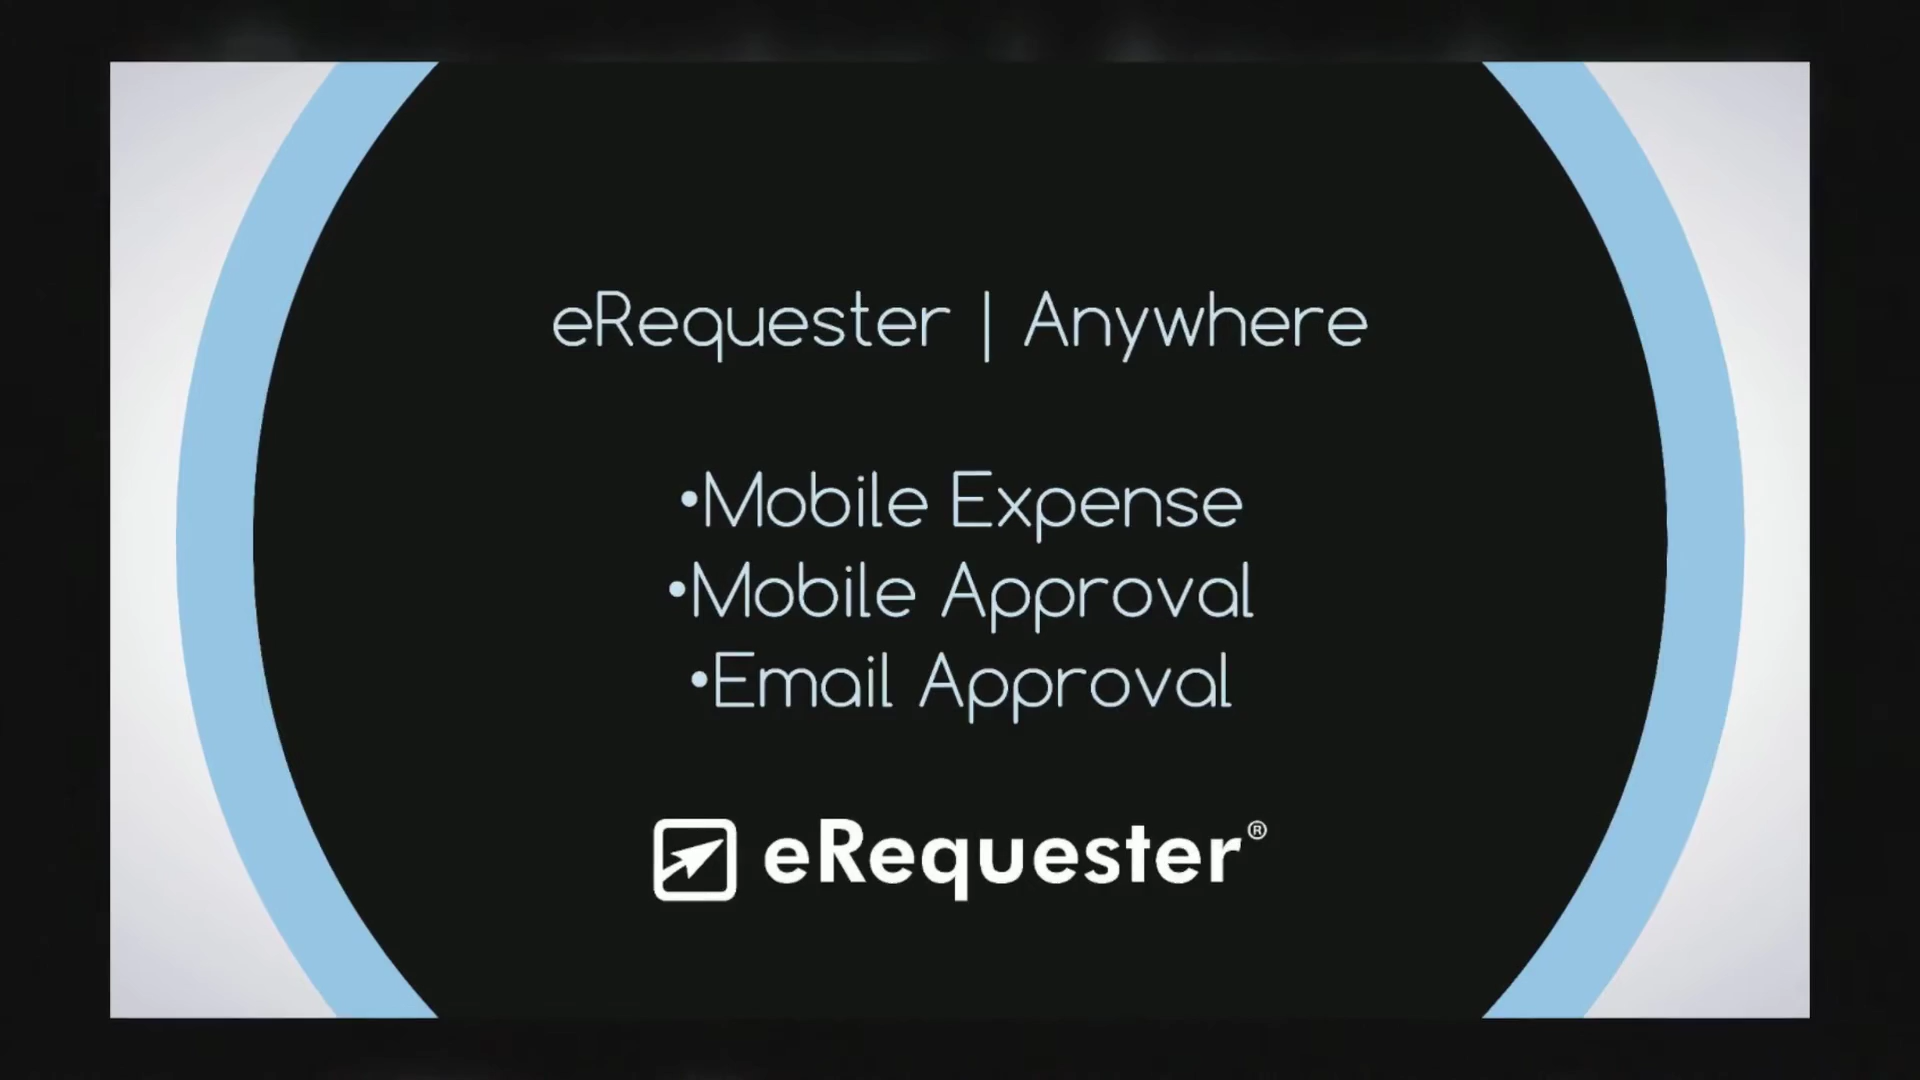 eRequester | Anywhere
•Mobile Expense
•Mobile Approval
•Email Approval
eRequester®